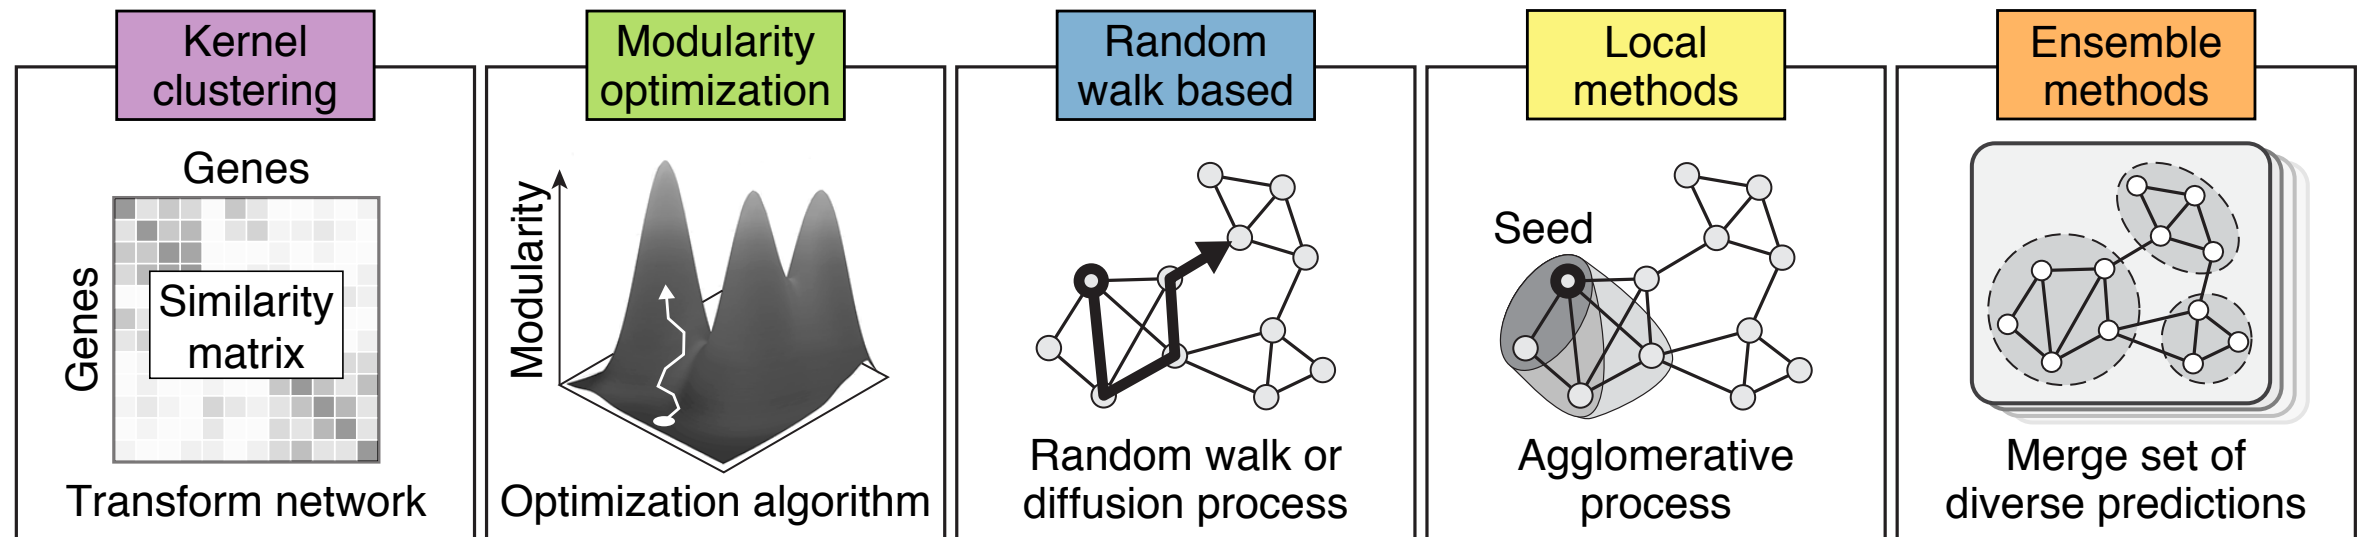 Kernel
clustering
Genes
Genes
Similarity
matrix
Transform network
Modularity
optimization
Modularity
Optimization algorithm
Random
walk based
Random walk or
diffusion process
Local
methods
Seed
Agglomerative
process
Ensemble
methods
Merge set of
diverse predictions